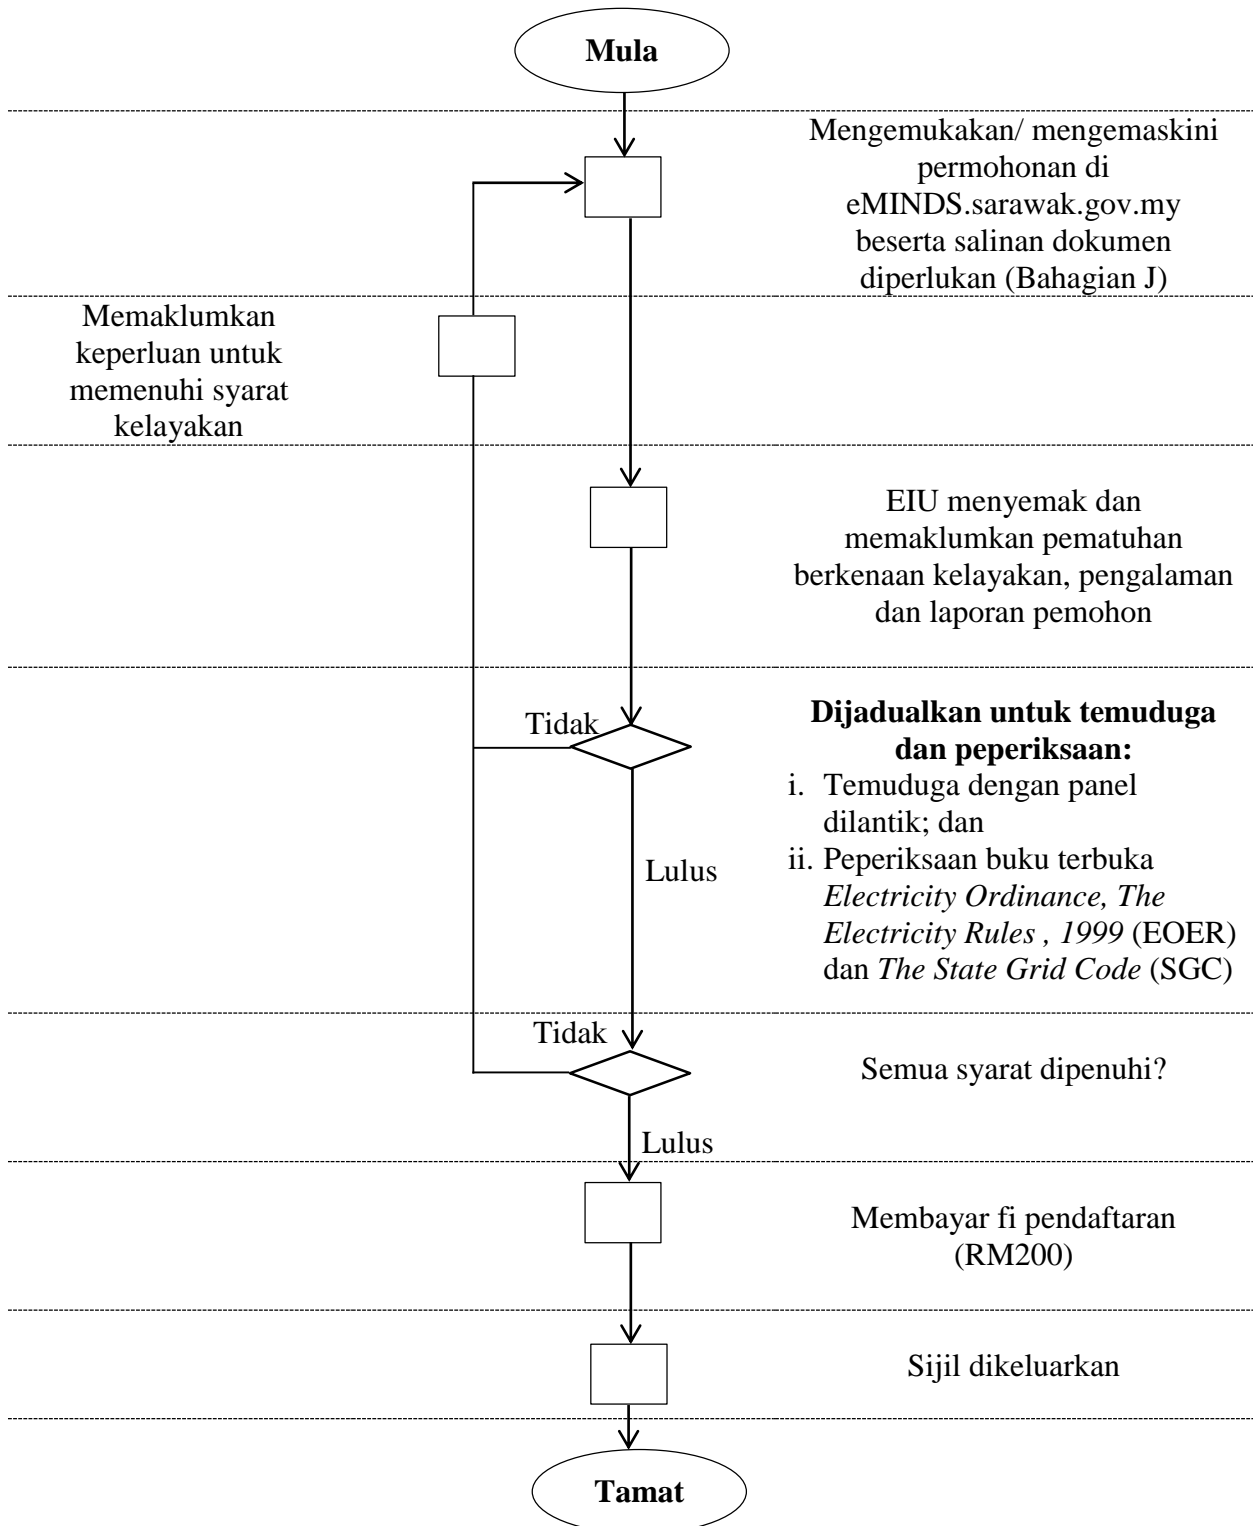 Mula
Mengemukakan/ mengemaskini
permohonan di
eMINDS.sarawak.gov.my
beserta salinan dokumen
diperlukan (Bahagian J)
Memaklumkan
keperluan untuk
memenuhi syarat
kelayakan
EIU menyemak dan
memaklumkan pematuhan
berkenaan kelayakan, pengalaman
dan laporan pemohon
Tidak
Lulus
Dijadualkan untuk temuduga
dan peperiksaan:
i. Temuduga dengan panel
dilantik; dan
ii. Peperiksaan buku terbuka
Electricity Ordinance, The
Electricity Rules , 1999 (EOER)
dan The State Grid Code (SGC)
Tidak
Semua syarat dipenuhi?
Lulus
Membayar fi pendaftaran
(RM200)
Sijil dikeluarkan
Tamat